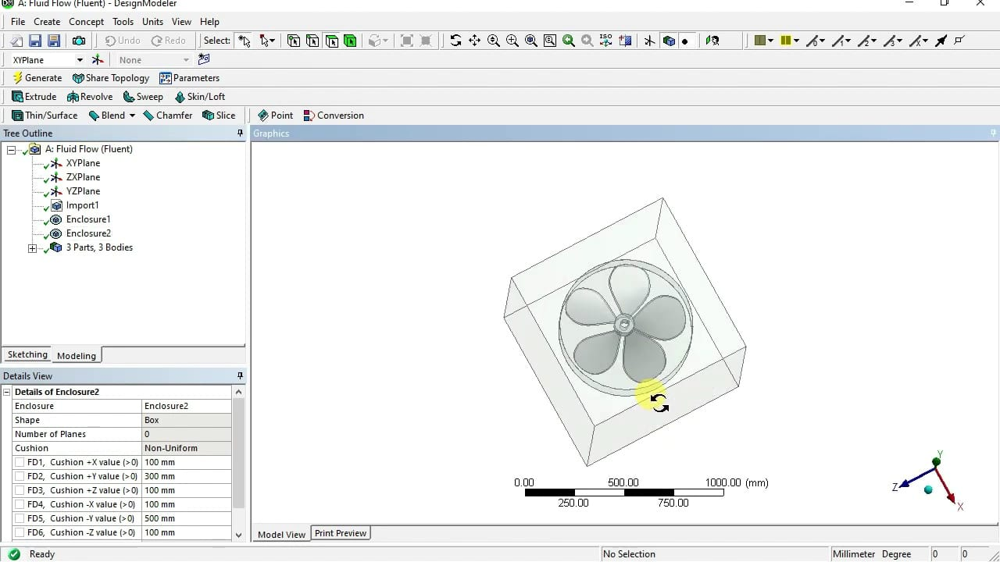 A: Fluid Flow (Fluent) - DesignModeler
File Create Concept Tools Units View Help
Undo Redo Select:
XYPlane None
Generate Share Topology Parameters
Extrude Revolve Sweep Skin/Loft
Thin/Surface Blend Chamfer Slice Point Conversion
Tree Outline
A: Fluid Flow (Fluent)
XYPlane
ZXPlane
YZPlane
Import1
Enclosure1
Enclosure2
3 Parts, 3 Bodies
Sketching Modeling
Details View
Details of Enclosure2
Enclosure Enclosure2
Shape Box
Number of Planes 0
Cushion Non-Uniform
FD1, Cushion +X value (>0) 100 mm
FD2, Cushion +Y value (>0) 300 mm
FD3, Cushion +Z value (>0) 100 mm
FD4, Cushion -X value (>0) 100 mm
FD5, Cushion -Y value (>0) 500 mm
FD6, Cushion -Z value (>0) 100 mm
Graphics
0.00 500.00 1000.00 (mm)
250.00 750.00
Y
Z
X
Model View Print Preview
Ready No Selection Millimeter Degree 0 0